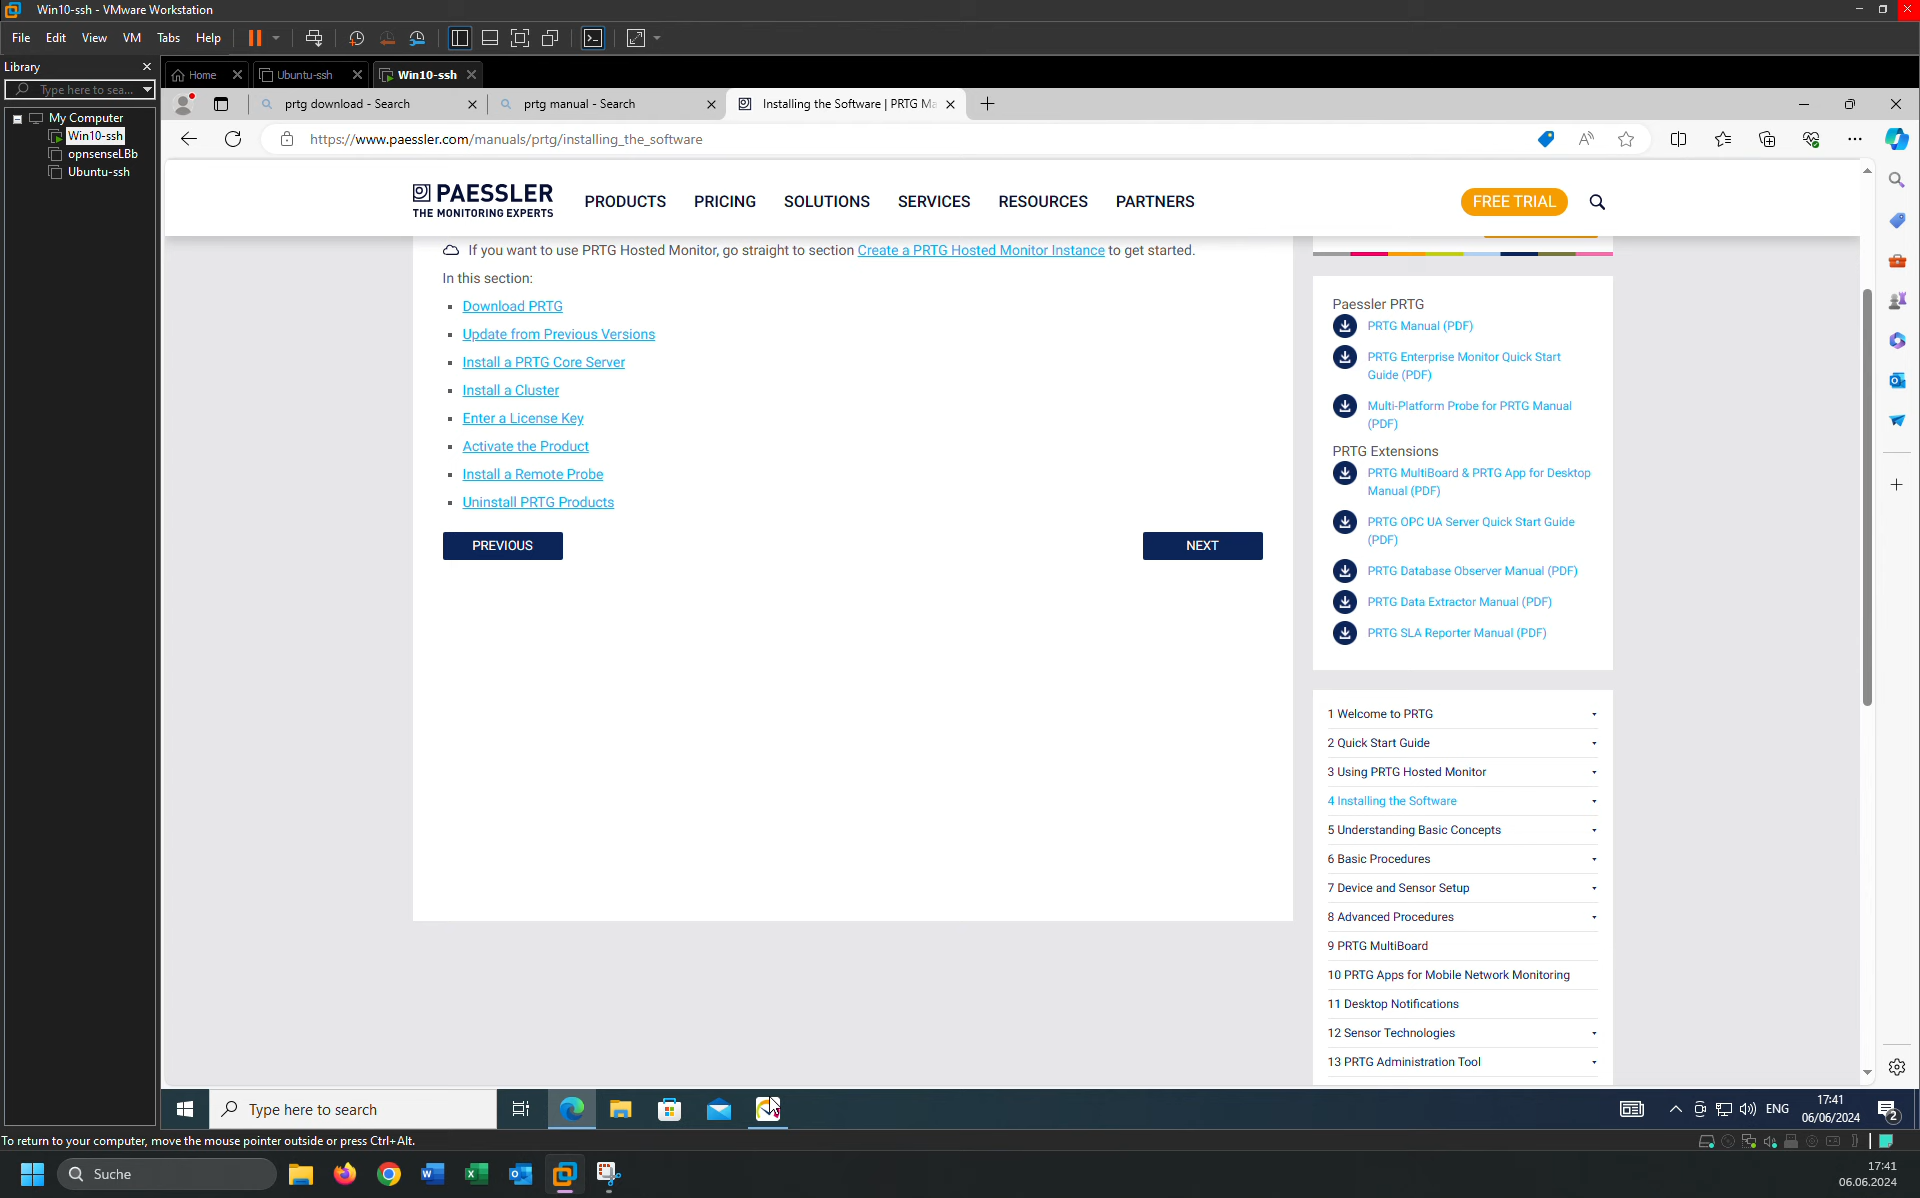 Win10-ssh - VMware Workstation
File Edit View VM Tabs Help
Library
Type here to sea...
My Computer
Win10-ssh
opnsenseLBb
Ubuntu-ssh
Home
Ubuntu-ssh
Win10-ssh
prtg download - Search
prtg manual - Search
Installing the Software | PRTG Ma
https://www.paessler.com/manuals/prtg/installing_the_software
PAESSLER
THE MONITORING EXPERTS
PRODUCTS PRICING SOLUTIONS SERVICES RESOURCES PARTNERS
FREE TRIAL
If you want to use PRTG Hosted Monitor, go straight to section Create a PRTG Hosted Monitor Instance to get started.
In this section:
Download PRTG
Update from Previous Versions
Install a PRTG Core Server
Install a Cluster
Enter a License Key
Activate the Product
Install a Remote Probe
Uninstall PRTG Products
PREVIOUS
NEXT
Paessler PRTG
PRTG Manual (PDF)
PRTG Enterprise Monitor Quick Start
Guide (PDF)
Multi-Platform Probe for PRTG Manual
(PDF)
PRTG Extensions
PRTG MultiBoard & PRTG App for Desktop
Manual (PDF)
PRTG OPC UA Server Quick Start Guide
(PDF)
PRTG Database Observer Manual (PDF)
PRTG Data Extractor Manual (PDF)
PRTG SLA Reporter Manual (PDF)
1 Welcome to PRTG
2 Quick Start Guide
3 Using PRTG Hosted Monitor
4 Installing the Software
5 Understanding Basic Concepts
6 Basic Procedures
7 Device and Sensor Setup
8 Advanced Procedures
9 PRTG MultiBoard
10 PRTG Apps for Mobile Network Monitoring
11 Desktop Notifications
12 Sensor Technologies
13 PRTG Administration Tool
Type here to search
ENG
17:41
06/06/2024
2
To return to your computer, move the mouse pointer outside or press Ctrl+Alt.
Suche
17:41
06.06.2024